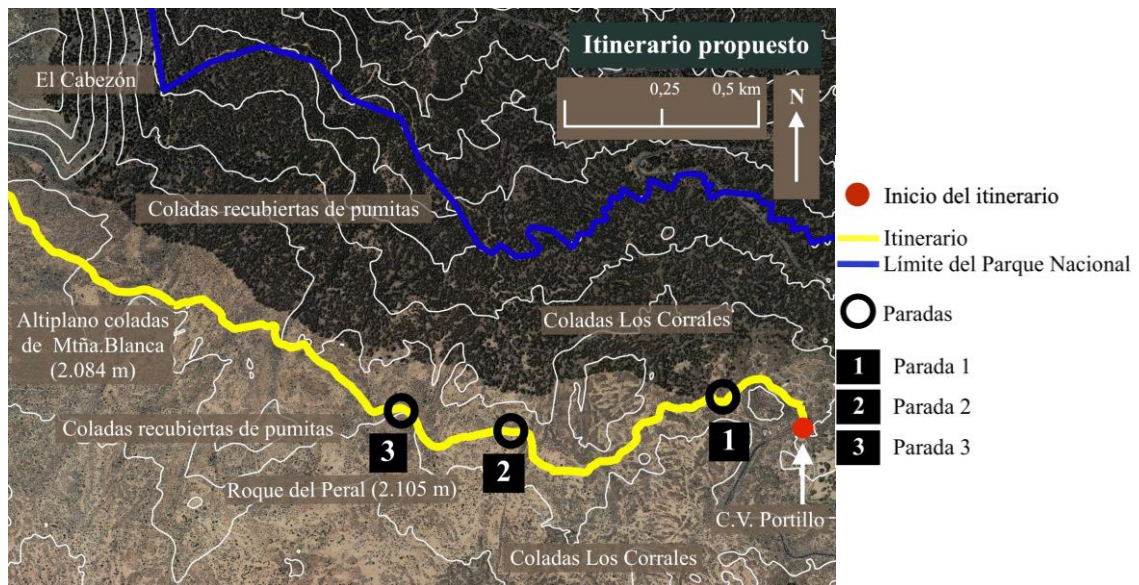 Itinerario propuesto
0,25 0,5 km
N
El Cabezón
Coladas recubiertas de pumitas
Coladas Los Corrales
Altiplano coladas
de Mtña.Blanca
(2.084 m)
Coladas recubiertas de pumitas
3
2
1
Roque del Peral (2.105 m)
C.V. Portillo
Coladas Los Corrales
Inicio del itinerario
Itinerario
Límite del Parque Nacional
Paradas
1 Parada 1
2 Parada 2
3 Parada 3